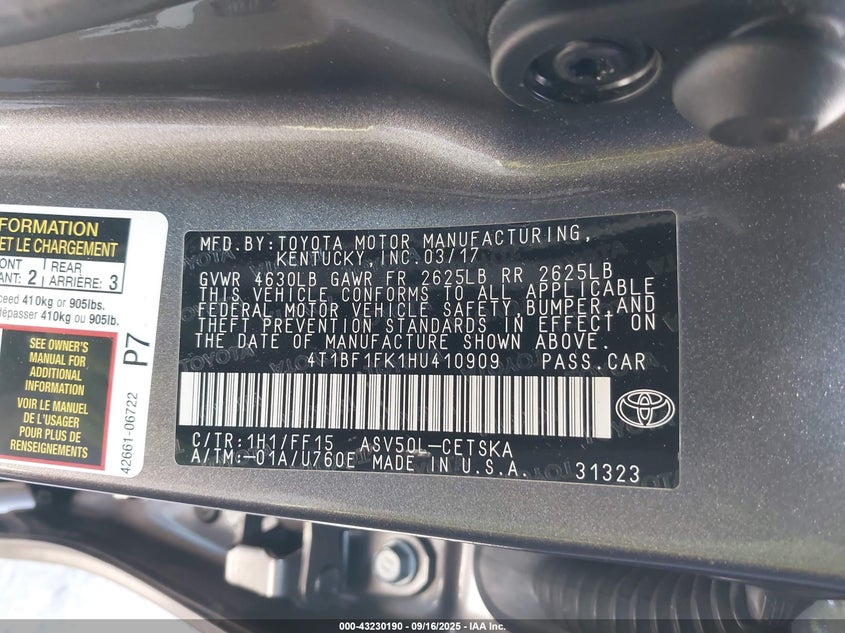 MFD.BY:TOYOTA MOTOR MANUFACTURING,
KENTUCKY,INC.03/17
GVWR 4630LB GAWR FR 2625LB RR 2625LB
THIS VEHICLE CONFORMS TO ALL APPLICABLE
FEDERAL MOTOR VEHICLE SAFETY,BUMPER,AND
THEFT PREVENTION STANDARDS IN EFFECT ON
THE DATE OF MANUFACTURE SHOWN ABOVE.
4T1BF1FK1HU410909 PASS.CAR
C/TR:1H1/FF15 ASV50L-CETSKA
A/TM:-01A/U760E MADE IN U.S.A. 31323
FORMATION
ET LE CHARGEMENT
2
REAR
ARRIÈRE: 3
410kg or 905lbs.
410kg ou 905lb.
SEE OWNER'S
MANUAL FOR
ADDITIONAL
INFORMATION
VOIR LE MANUEL
DE L'USAGER
POUR PLUS DE
RENSEIGNEMENTS
P7
42661-06722
000-43230190 - 09/16/2025 - IAA Inc.